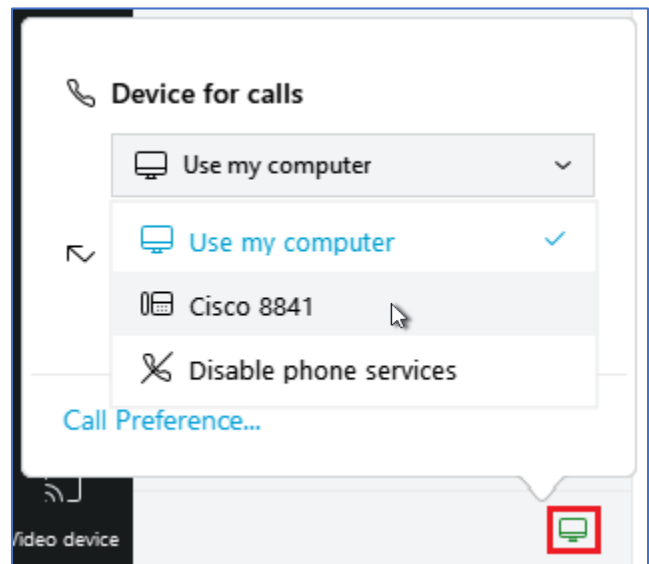 Device for calls
Use my computer
Use my computer
Cisco 8841
Disable phone services
Call Preference...
Video device